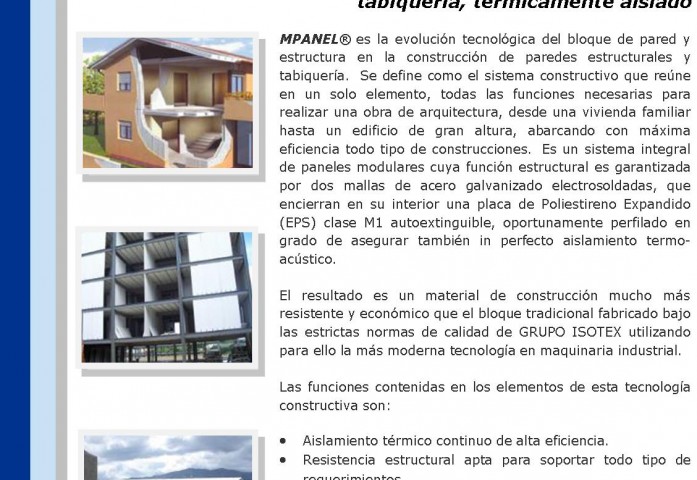 tabiquería, térmicamente aislado
MPANEL® es la evolución tecnológica del bloque de pared y
estructura en la construcción de paredes estructurales y
tabiquería. Se define como el sistema constructivo que reúne
en un solo elemento, todas las funciones necesarias para
realizar una obra de arquitectura, desde una vivienda familiar
hasta un edificio de gran altura, abarcando con máxima
eficiencia todo tipo de construcciones. Es un sistema integral
de paneles modulares cuya función estructural es garantizada
por dos mallas de acero galvanizado electrosoldadas, que
encierran en su interior una placa de Poliestireno Expandido
(EPS) clase M1 autoextinguible, oportunamente perfilado en
grado de asegurar también in perfecto aislamiento termo-
acústico.
El resultado es un material de construcción mucho más
resistente y económico que el bloque tradicional fabricado bajo
las estrictas normas de calidad de GRUPO ISOTEX utilizando
para ello la más moderna tecnología en maquinaria industrial.
Las funciones contenidas en los elementos de esta tecnología
constructiva son:
• Aislamiento térmico continuo de alta eficiencia.
• Resistencia estructural apta para soportar todo tipo de
requerimientos